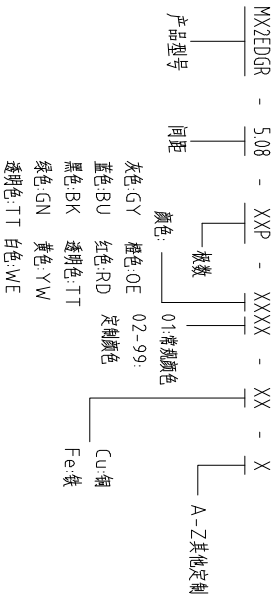 MX2EDGR - 5.08 - XXP - XXXX - XX - X
产品型号
间距
极数
颜色:
灰色:GY 橙色:OE
蓝色:BU 红色:RD
黑色:BK 透明色:TT
绿色:GN 黄色:YW
透明色:TT 白色:WE
01:常规颜色
02-99:
定制颜色
Cu:铜
Fe:铁
A-Z其他定制